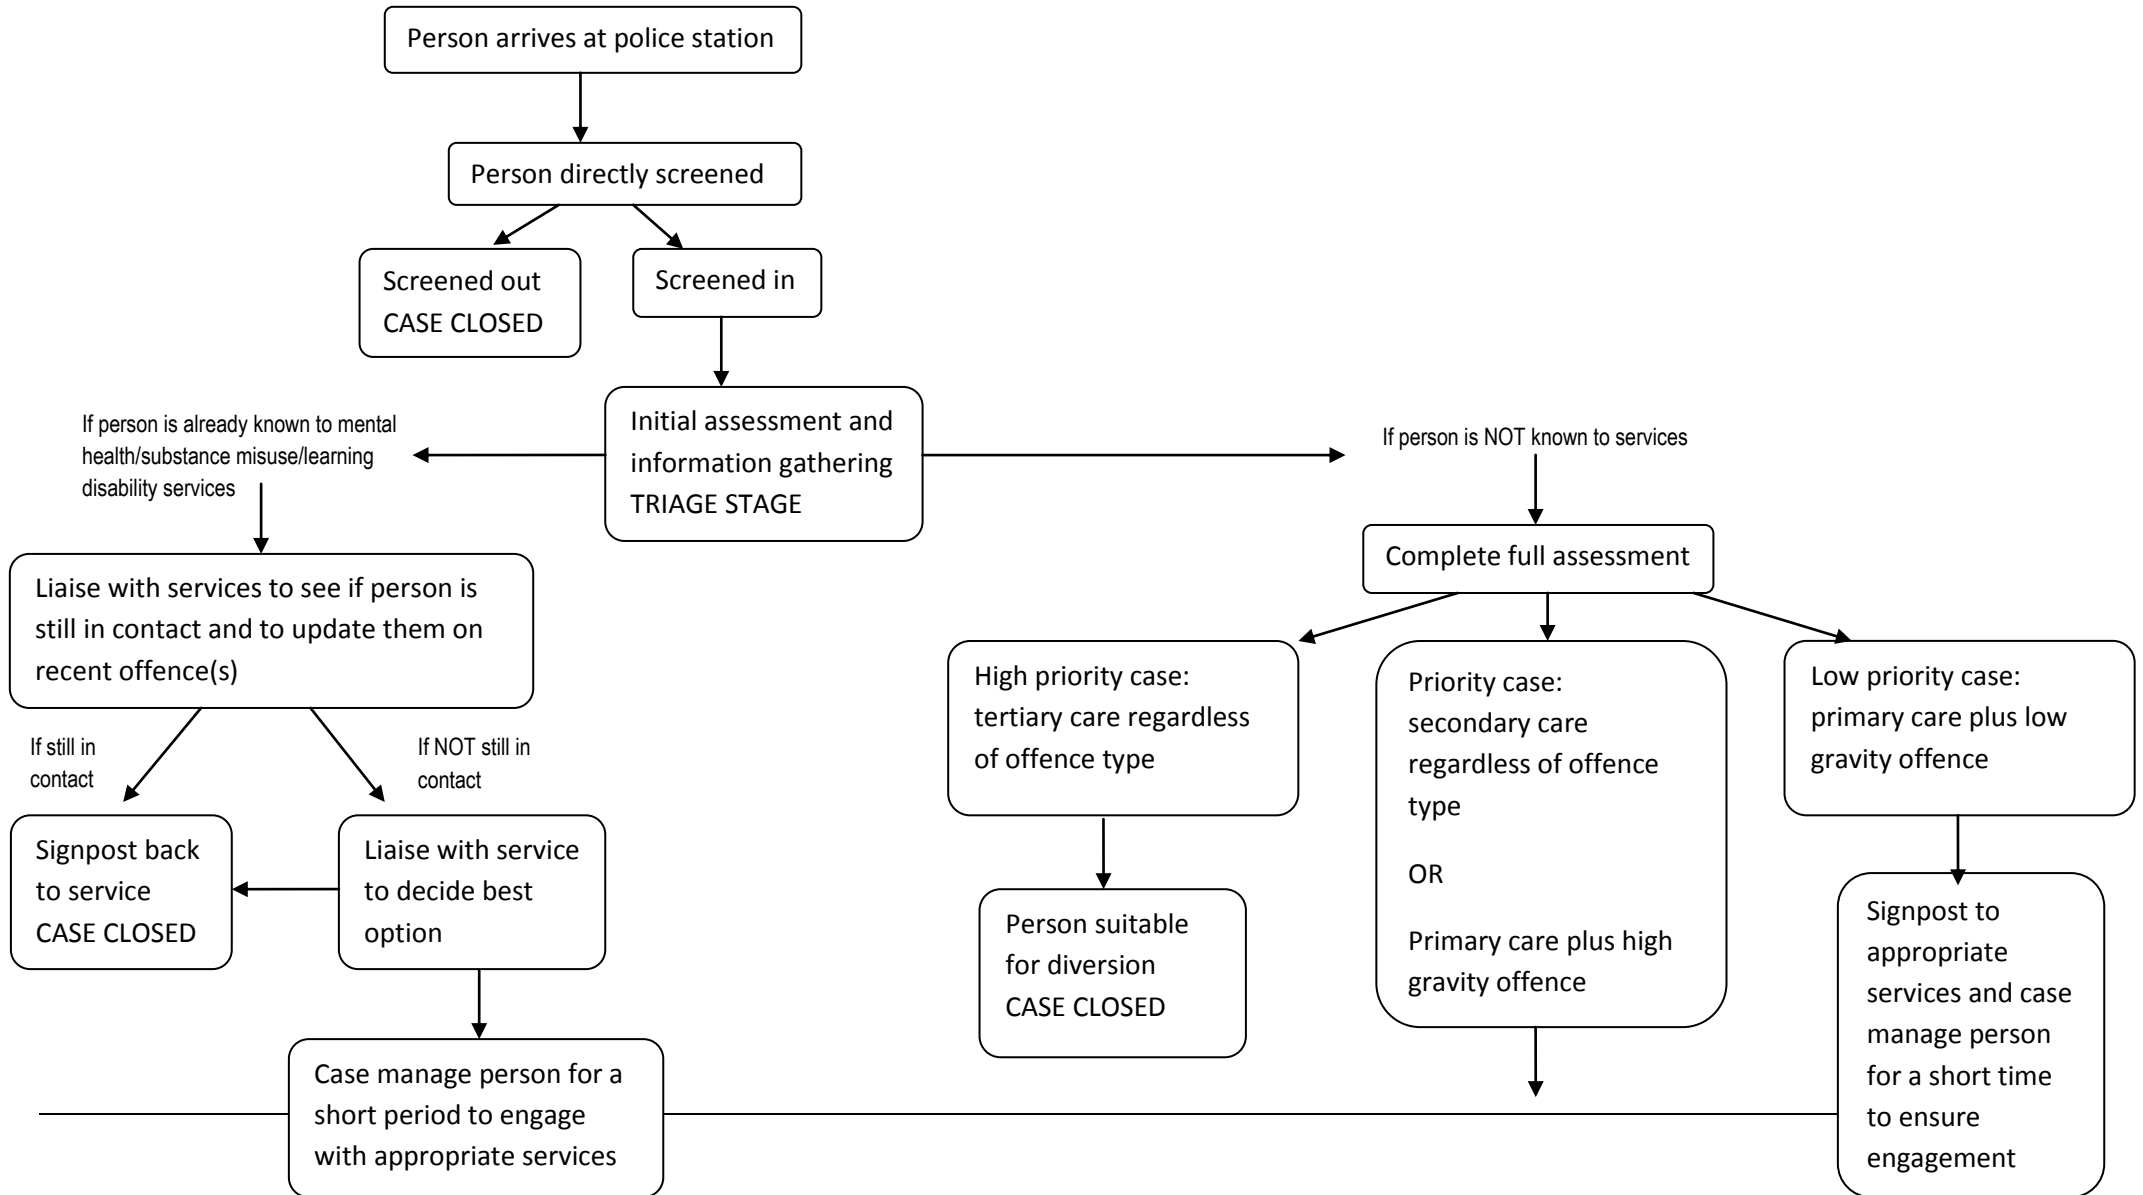 Person arrives at police station
Person directly screened
Screened out
CASE CLOSED
Screened in
Initial assessment and
information gathering
TRIAGE STAGE
If person is already known to mental
health/substance misuse/learning
disability services
If person is NOT known to services
Liaise with services to see if person is
still in contact and to update them on
recent offence(s)
If still in
contact
If NOT still in
contact
Signpost back
to service
CASE CLOSED
Liaise with service
to decide best
option
Case manage person for a
short period to engage
with appropriate services
Complete full assessment
High priority case:
tertiary care regardless
of offence type
Person suitable
for diversion
CASE CLOSED
Priority case:
secondary care
regardless of offence
type
OR
Primary care plus high
gravity offence
Low priority case:
primary care plus low
gravity offence
Signpost to
appropriate
services and case
manage person
for a short time
to ensure
engagement